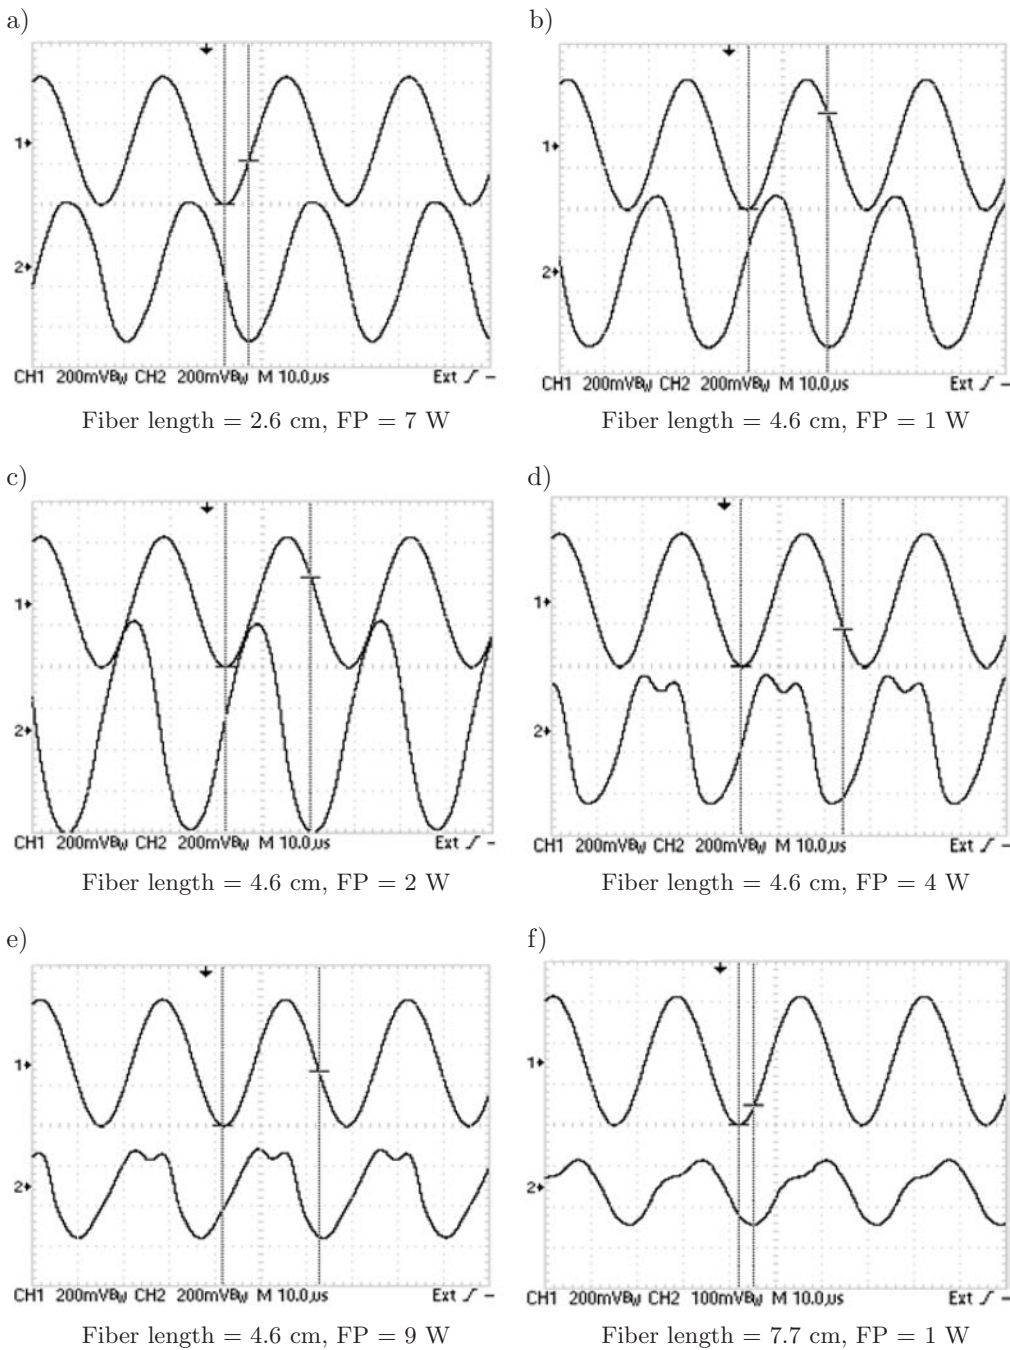 a)
b)
1
2
CH1 200mVBw CH2 200mVBw M 10.0µs Ext ƒ –
1
2
CH1 200mVBw CH2 200mVBw M 10.0µs Ext ƒ –
Fiber length = 2.6 cm, FP = 7 W
Fiber length = 4.6 cm, FP = 1 W
c)
d)
1
2
CH1 200mVBw CH2 200mVBw M 10.0µs Ext ƒ –
1
2
CH1 200mVBw CH2 200mVBw M 10.0µs Ext ƒ –
Fiber length = 4.6 cm, FP = 2 W
Fiber length = 4.6 cm, FP = 4 W
e)
f)
1
2
CH1 200mVBw CH2 200mVBw M 10.0µs Ext ƒ –
1
2
CH1 200mVBw CH2 100mVBw M 10.0µs Ext ƒ –
Fiber length = 4.6 cm, FP = 9 W
Fiber length = 7.7 cm, FP = 1 W